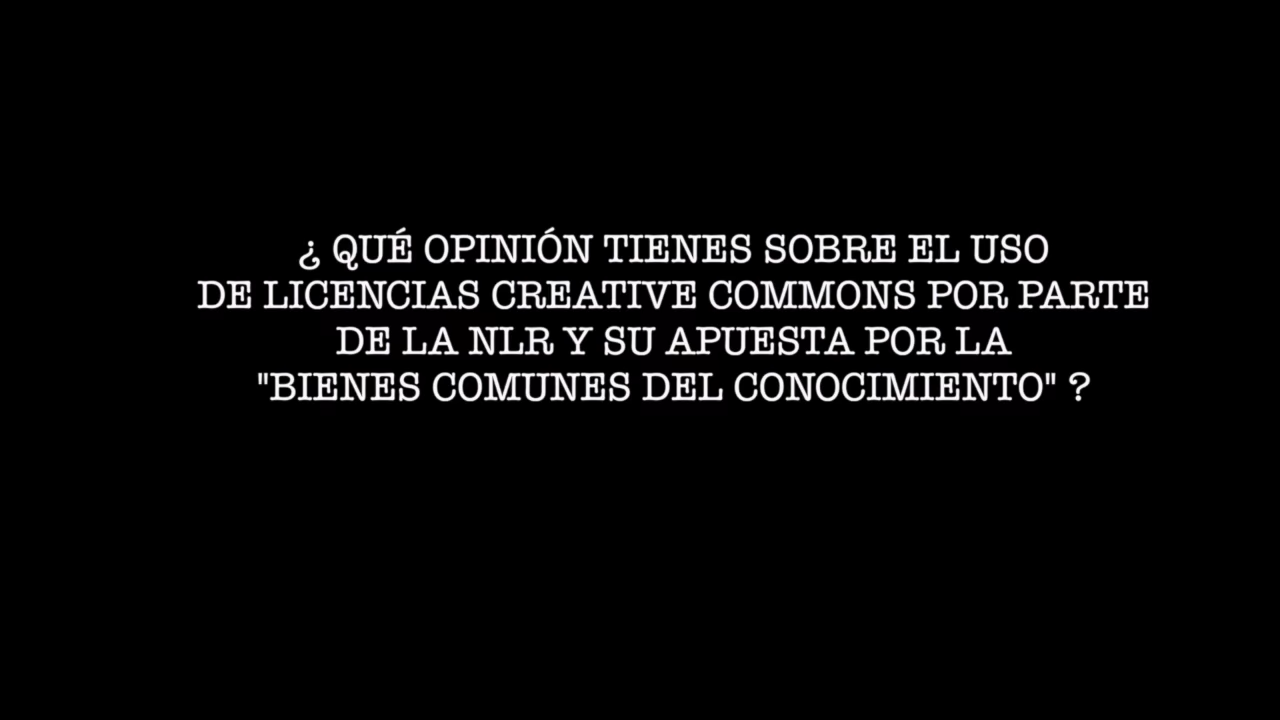 ¿ QUÉ OPINIÓN TIENES SOBRE EL USO
DE LICENCIAS CREATIVE COMMONS POR PARTE
DE LA NLR Y SU APUESTA POR LA
"BIENES COMUNES DEL CONOCIMIENTO" ?